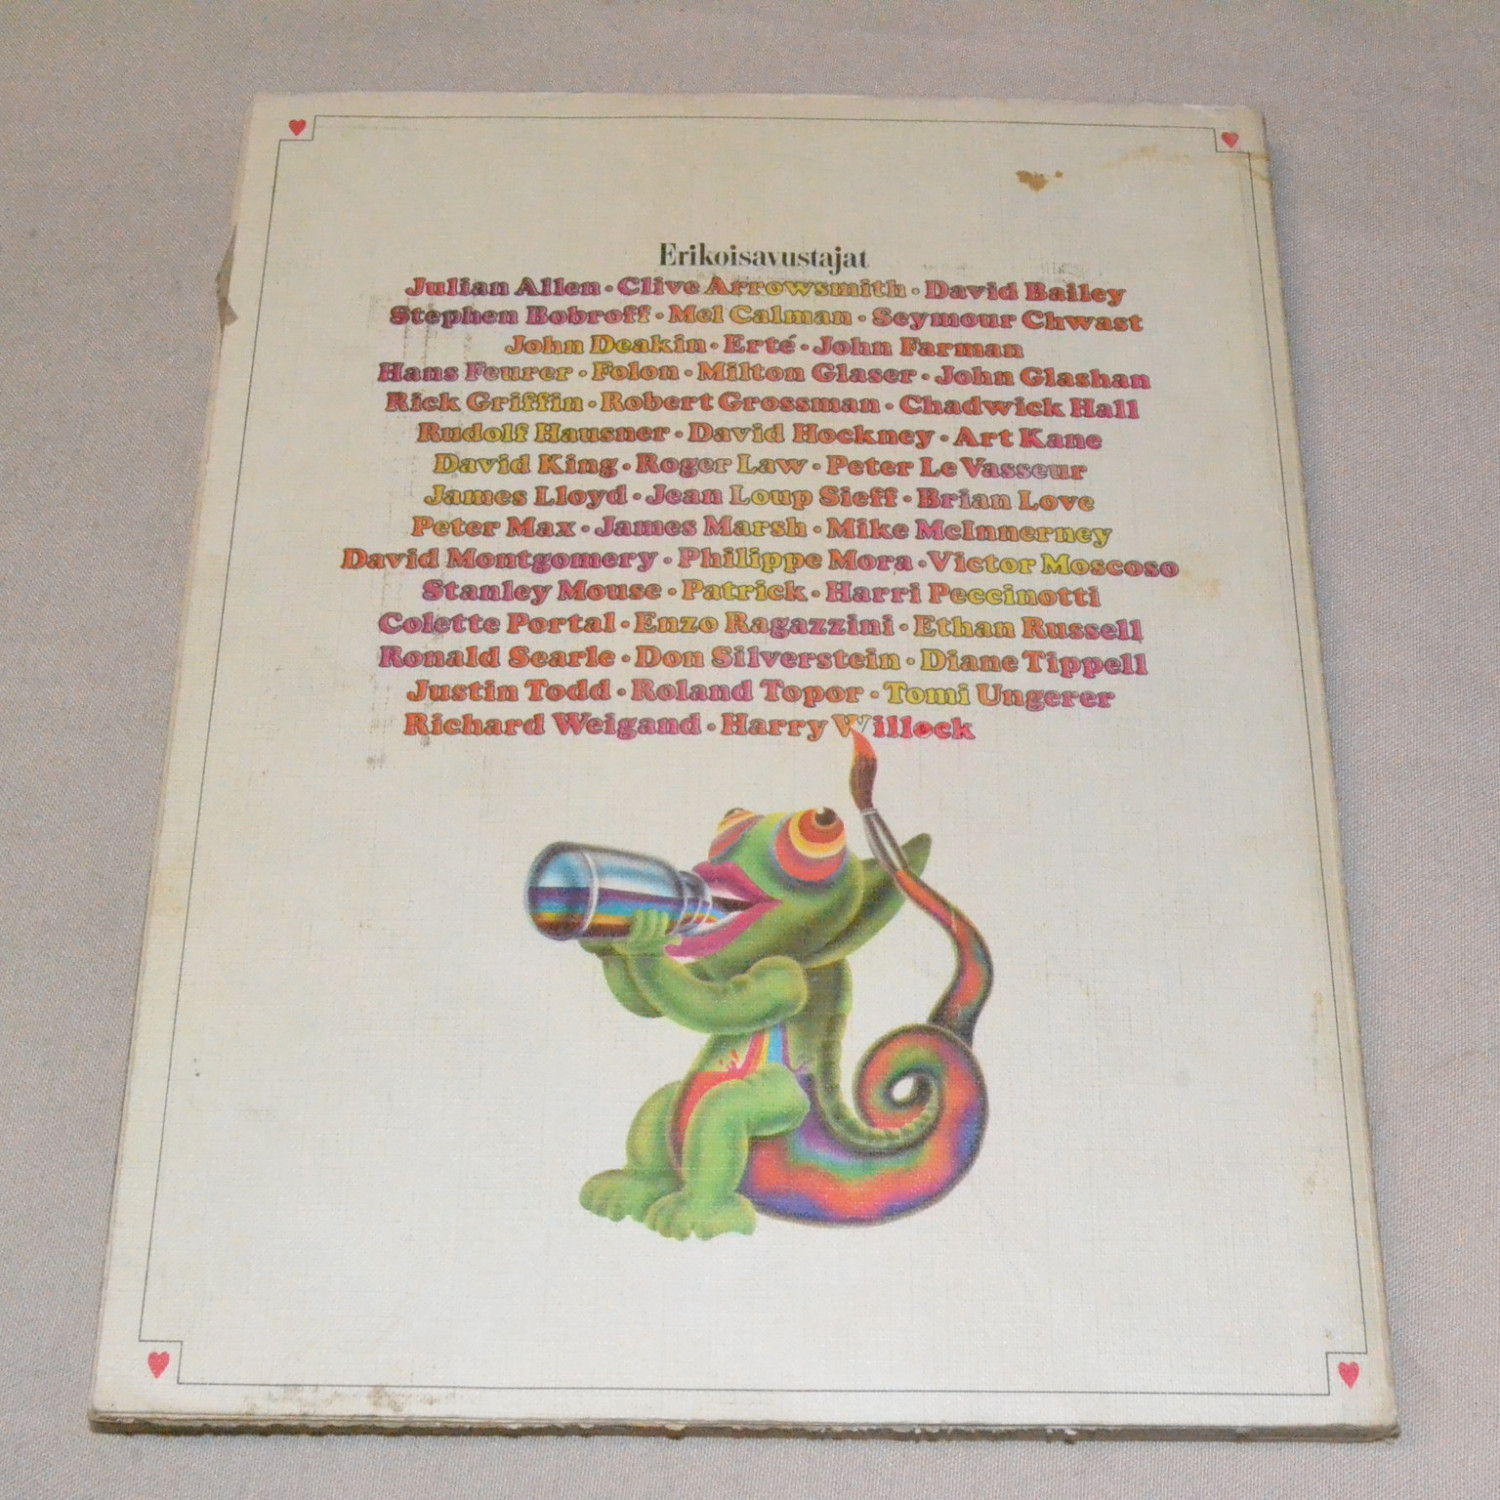 Erikoisavustajat
Julian Allen • Clive Arrowsmith • David Bailey
Stephen Bobroff • Mel Calman • Seymour Chwast
John Deakin • Erté • John Farman
Hans Feurer • Folon • Milton Glaser • John Glashan
Rick Griffin • Robert Grossman • Chadwick Hall
Rudolf Hausner • David Hockney • Art Kane
David King • Roger Law • Peter Le Vasseur
James Lloyd • Jean Loup Sieff • Brian Love
Peter Max • James Marsh • Mike McInnerney
David Montgomery • Philippe Mora • Victor Moscoso
Stanley Mouse • Patrick • Harri Peccinotti
Colette Portal • Enzo Ragazzini • Ethan Russell
Ronald Searle • Don Silverstein • Diane Tippell
Justin Todd • Roland Topor • Tomi Ungerer
Richard Weigand • Harry Willock